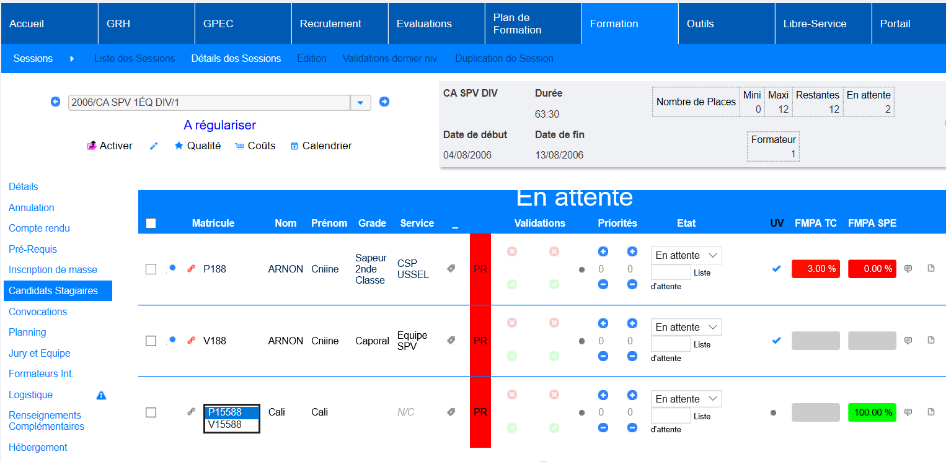 Accueil GRH GPEC Recrutement Evaluations Plan de Formation Formation Outils Libre-Service Portail
Sessions Liste des Sessions Détails des Sessions Edition Validations dernier niv. Duplication de Session
2006/CA SPV 1ÉQ DIV/1
A régulariser
Activer Qualité Coûts Calendrier
CA SPV DIV Durée
63:30
Date de début Date de fin
04/08/2006 13/08/2006
Nombre de Places Mini Maxi Restantes En attente
0 12 12 2
Formateur
1
Détails
Annulation
Compte rendu
Pré-Requis
Inscription de masse
Candidats Stagiaires
Convocations
Planning
Jury et Equipe
Formateurs Int
Logistique
Renseignements
Complémentaires
Hébergement
En attente
Matricule Nom Prénom Grade Service _ Validations Priorités Etat UV FMPA TC FMPA SPE
P188 ARNON Cniine Sapeur 2nde Classe CSP USSEL PR 0 0 En attente Liste d'attente 3.00 % 0.00 %
V188 ARNON Cniine Caporal Equipe SPV PR 0 0 En attente Liste d'attente
P15588 Cali Cali N/C PR 0 0 En attente Liste d'attente 100.00 %
V15588